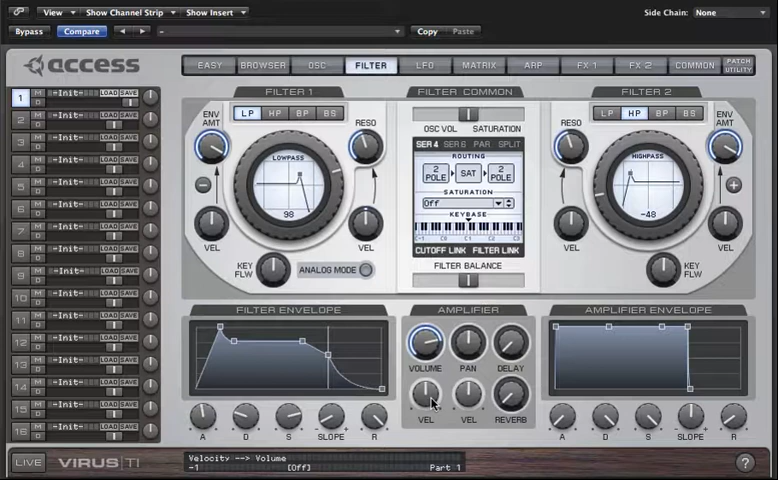 View Show Channel Strip Show Insert Side Chain: None
Bypass Compare - Copy Paste
access EASY BROWSER OSC FILTER LFO MATRIX ARP FX 1 FX 2 COMMON PATCH UTILITY
1 M D -Init- LOAD SAVE
2 M D -Init- LOAD SAVE
3 M D -Init- LOAD SAVE
4 M D -Init- LOAD SAVE
5 M D -Init- LOAD SAVE
6 M D -Init- LOAD SAVE
7 M D -Init- LOAD SAVE
8 M D -Init- LOAD SAVE
9 M D -Init- LOAD SAVE
10 M D -Init- LOAD SAVE
11 M D -Init- LOAD SAVE
12 M D -Init- LOAD SAVE
13 M D -Init- LOAD SAVE
14 M D -Init- LOAD SAVE
15 M D -Init- LOAD SAVE
16 M D -Init- LOAD SAVE
FILTER 1
LP HP BP BS
ENV AMT
RESO
LOWPASS
98
VEL
VEL
KEY FLW
ANALOG MODE
FILTER COMMON
OSC VOL SATURATION
SER 4 SER 6 PAR SPLIT
ROUTING
2 POLE SAT 2 POLE
SATURATION
Off
KEYBASE
C-1 C0 C1 C2 C3
CUTOFF LINK FILTER LINK
FILTER BALANCE
FILTER 2
LP HP BP BS
RESO
ENV AMT
HIGHPASS
-48
VEL
VEL
KEY FLW
FILTER ENVELOPE
A D S SLOPE R
AMPLIFIER
VOLUME PAN DELAY
VEL VEL REVERB
AMPLIFIER ENVELOPE
A D S SLOPE R
LIVE VIRUS|TI
Velocity --> Volume
-1 [Off] Part 1
?